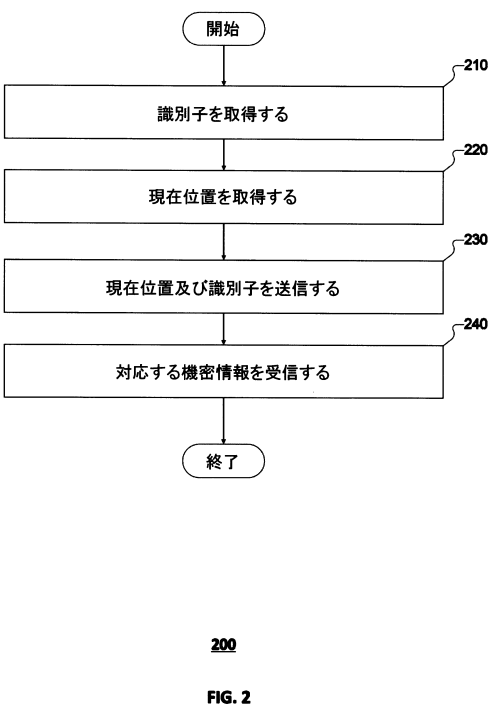 開始
210
識別子を取得する
220
現在位置を取得する
230
現在位置及び識別子を送信する
240
対応する機密情報を受信する
終了
200
FIG. 2